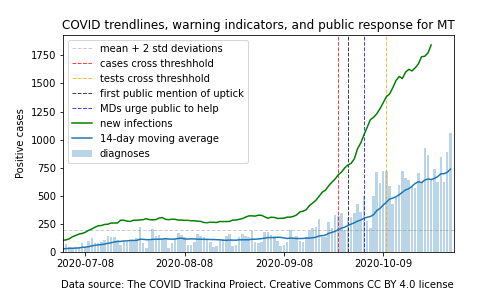 COVID trendlines, warning indicators, and public response for MT
mean + 2 std deviations
cases cross threshhold
tests cross threshhold
first public mention of uptick
MDs urge public to help
new infections
14-day moving average
diagnoses
Positive cases
1750
1500
1250
1000
750
500
250
0
2020-07-08
2020-08-08
2020-09-08
2020-10-09
Data source: The COVID Tracking Project, Creative Commons CC BY 4.0 license